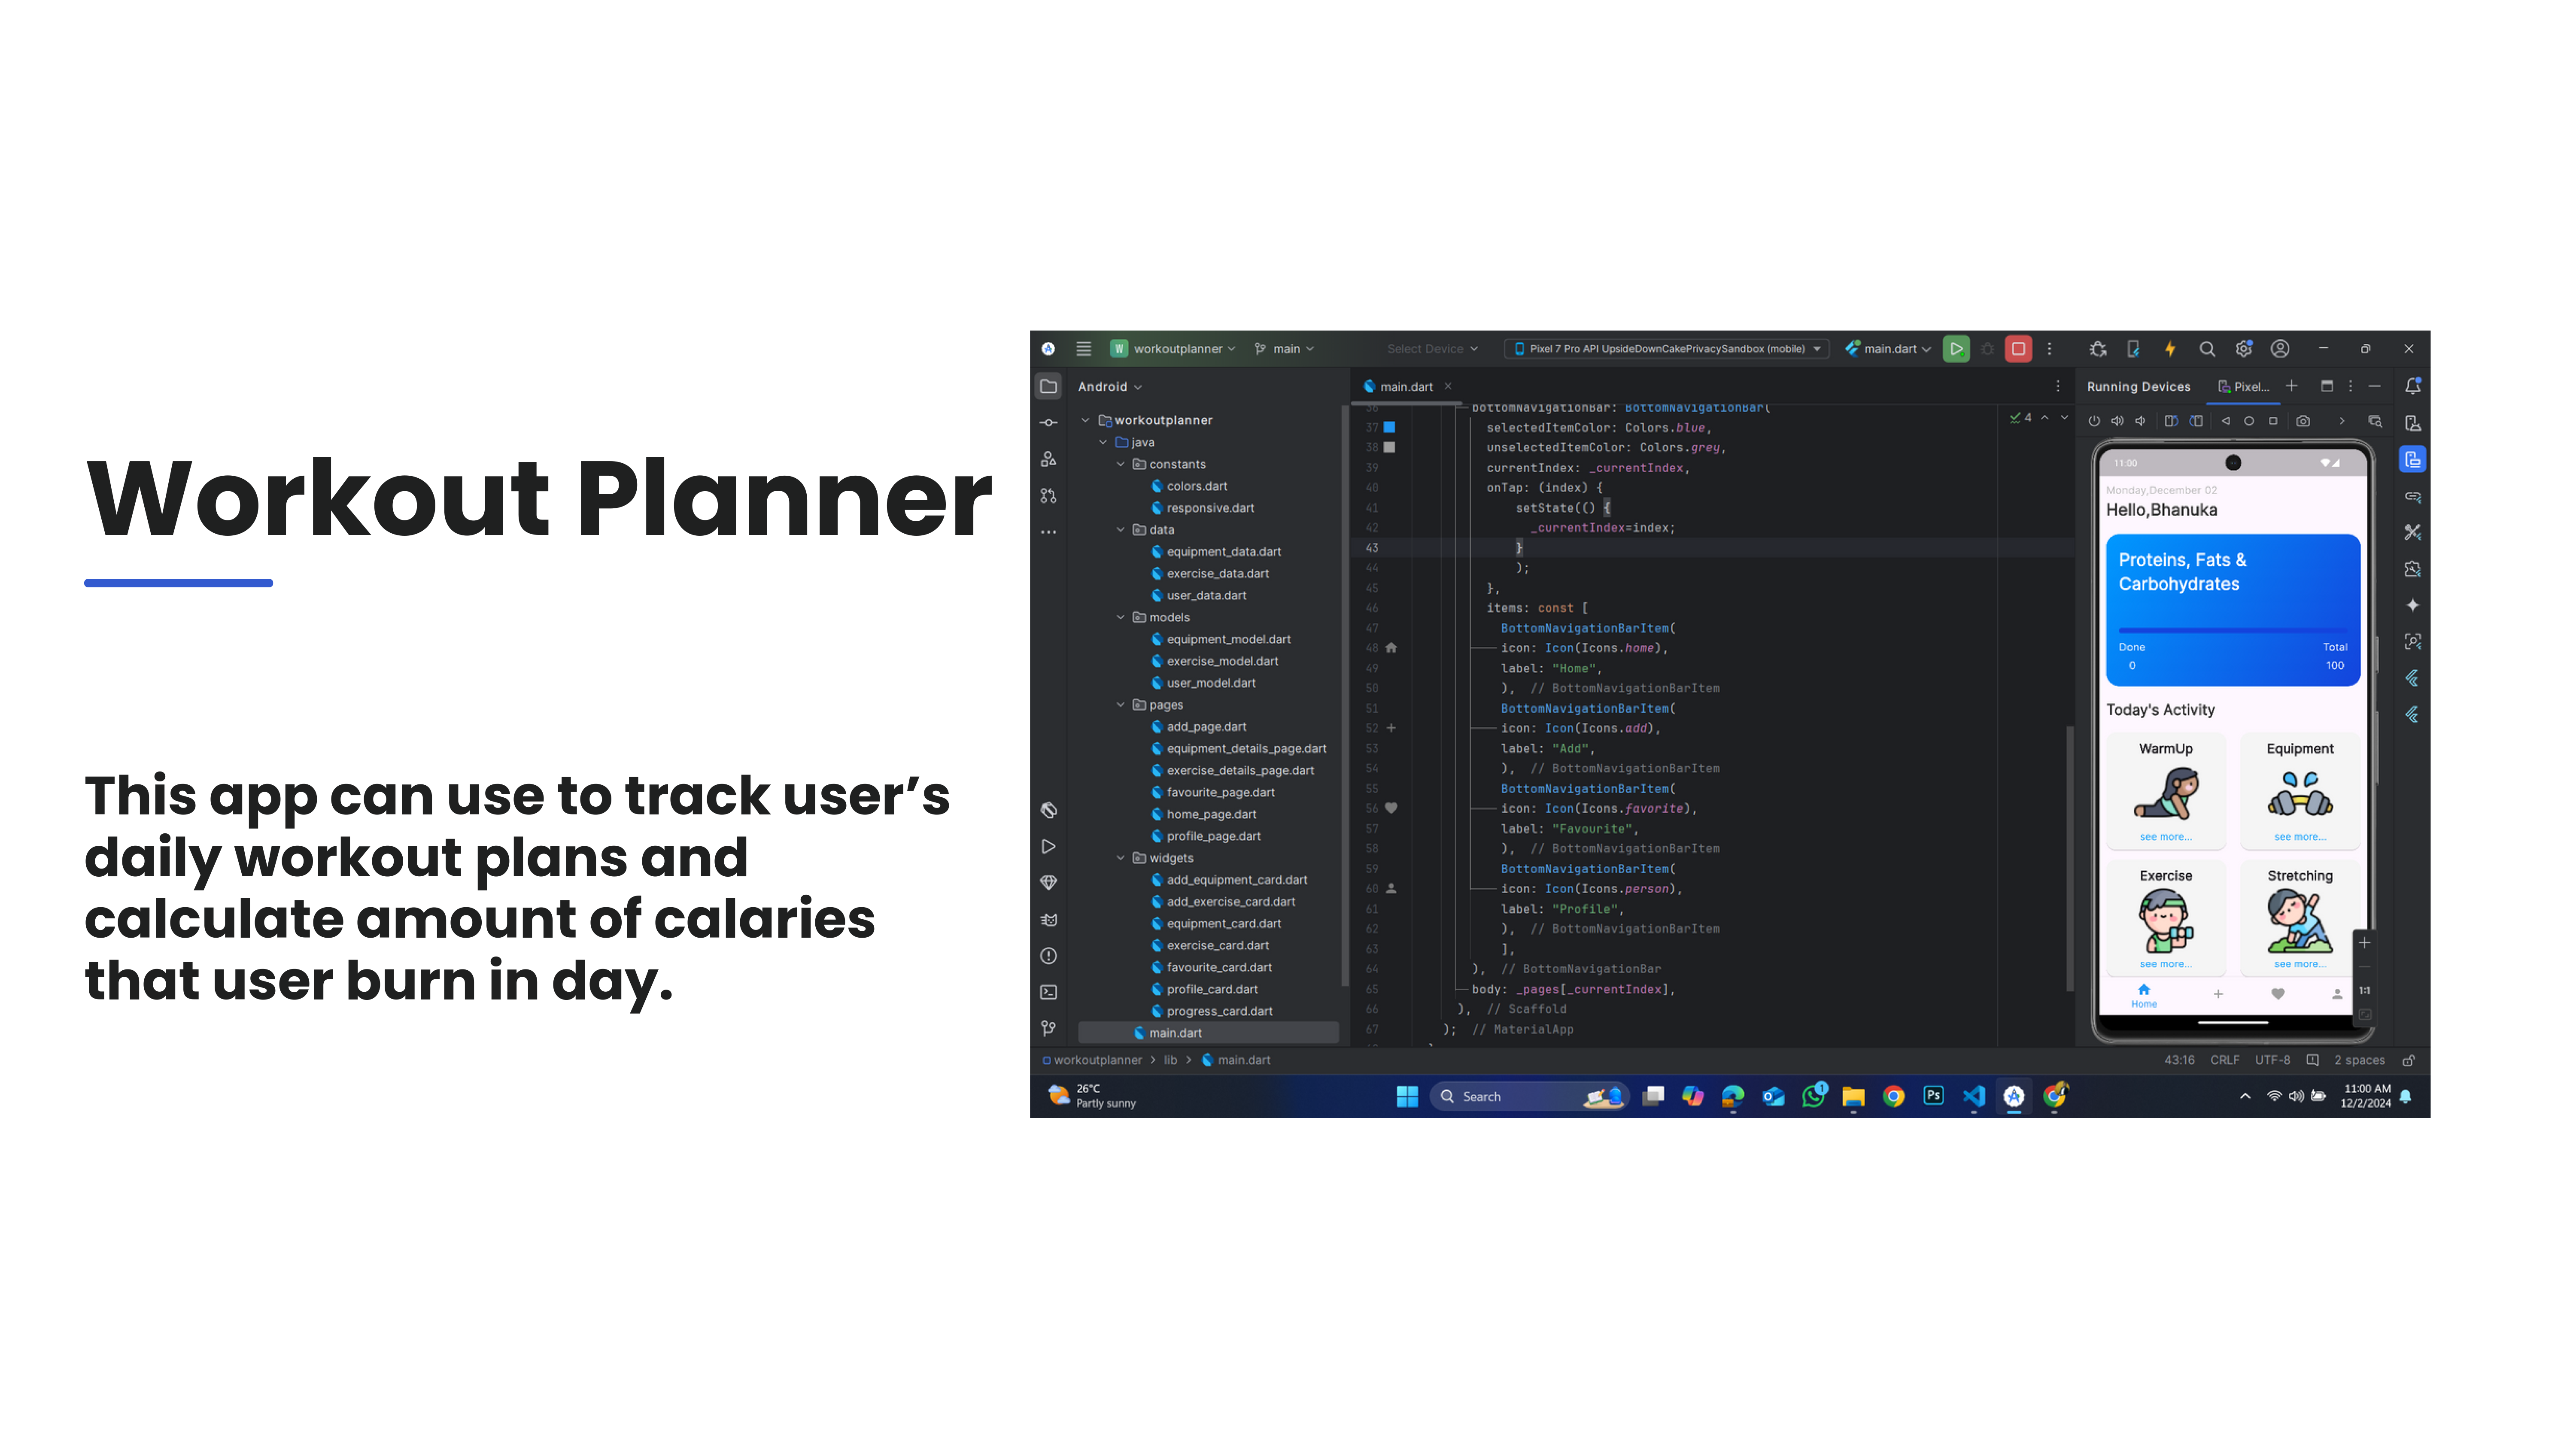 Workout Planner
This app can use to track user’s
daily workout plans and
calculate amount of calaries
that user burn in day.
W workoutplanner main Select Device Pixel 7 Pro API UpsideDownCakePrivacySandbox (mobile) main.dart
Android
workoutplanner
java
constants
colors.dart
responsive.dart
data
equipment_data.dart
exercise_data.dart
user_data.dart
models
equipment_model.dart
exercise_model.dart
user_model.dart
pages
add_page.dart
equipment_details_page.dart
exercise_details_page.dart
favourite_page.dart
home_page.dart
profile_page.dart
widgets
add_equipment_card.dart
add_exercise_card.dart
equipment_card.dart
exercise_card.dart
favourite_card.dart
profile_card.dart
progress_card.dart
main.dart
main.dart
4
36 bottomNavigationBar: BottomNavigationBar(
37 selectedItemColor: Colors.blue,
38 unselectedItemColor: Colors.grey,
39 currentIndex: _currentIndex,
40 onTap: (index) {
41 setState(() {
42 _currentIndex=index;
43 }
44 );
45 },
46 items: const [
47 BottomNavigationBarItem(
48 icon: Icon(Icons.home),
49 label: "Home",
50 ), // BottomNavigationBarItem
51 BottomNavigationBarItem(
52 icon: Icon(Icons.add),
53 label: "Add",
54 ), // BottomNavigationBarItem
55 BottomNavigationBarItem(
56 icon: Icon(Icons.favorite),
57 label: "Favourite",
58 ), // BottomNavigationBarItem
59 BottomNavigationBarItem(
60 icon: Icon(Icons.person),
61 label: "Profile",
62 ), // BottomNavigationBarItem
63 ],
64 ), // BottomNavigationBar
65 body: _pages[_currentIndex],
66 ), // Scaffold
67 ); // MaterialApp
Running Devices Pixel...
11:00
Monday,December 02
Hello,Bhanuka
Proteins, Fats &
Carbohydrates
Done Total
0 100
Today's Activity
WarmUp Equipment
see more... see more...
Exercise Stretching
see more... see more...
Home
1:1
workoutplanner > lib > main.dart
43:16 CRLF UTF-8 2 spaces
26°C
Partly sunny
Search
1
Ps
11:00 AM
12/2/2024